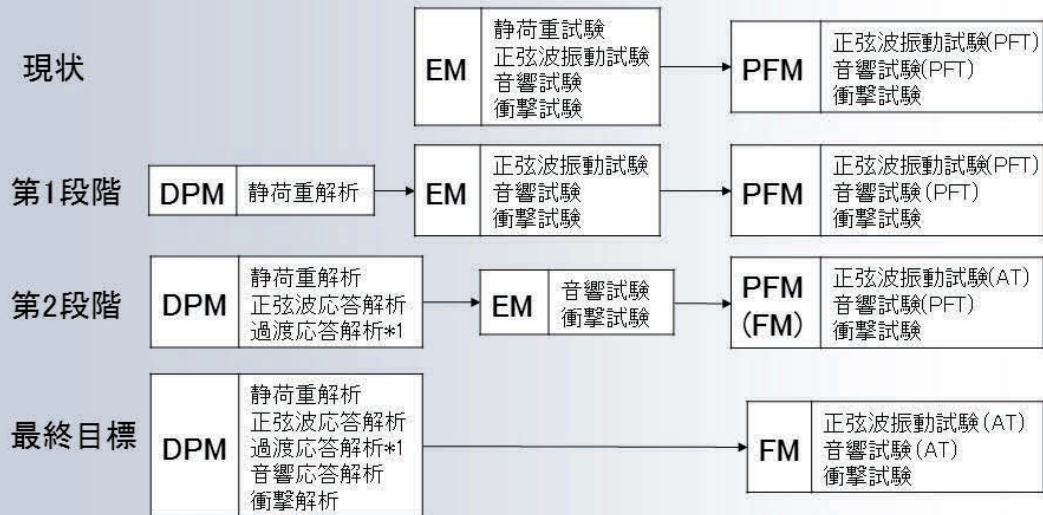 現状
EM
静荷重試験
正弦波振動試験
音響試験
衝撃試験
PFM
正弦波振動試験(PFT)
音響試験(PFT)
衝撃試験
第1段階
DPM
静荷重解析
EM
正弦波振動試験
音響試験
衝撃試験
PFM
正弦波振動試験(PFT)
音響試験(PFT)
衝撃試験
第2段階
DPM
静荷重解析
正弦波応答解析
過渡応答解析*1
EM
音響試験
衝撃試験
PFM
(FM)
正弦波振動試験(AT)
音響試験(PFT)
衝撃試験
最終目標
DPM
静荷重解析
正弦波応答解析
過渡応答解析*1
音響応答解析
衝撃解析
FM
正弦波振動試験(AT)
音響試験(AT)
衝撃試験